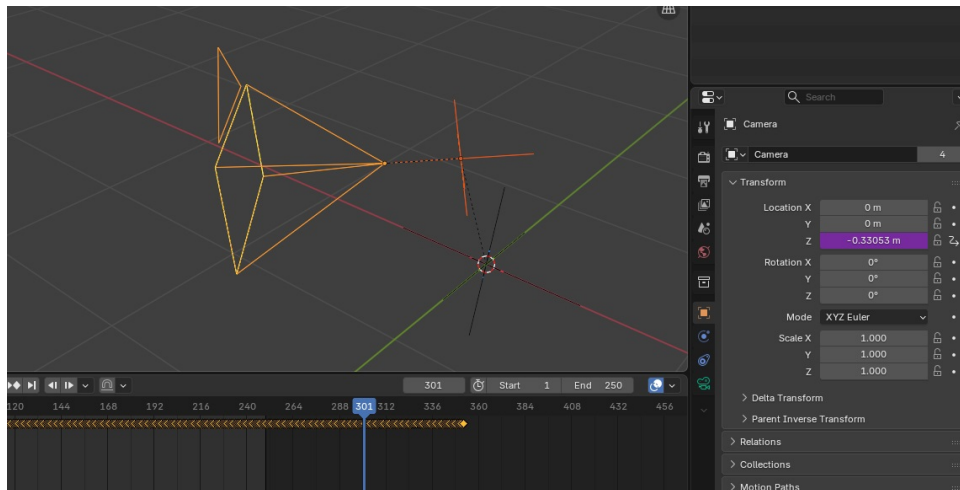 Search
Camera
Camera 4
Transform
Location X 0 m
Y 0 m
Z -0.33053 m
Rotation X 0°
Y 0°
Z 0°
Mode XYZ Euler
Scale X 1.000
Y 1.000
Z 1.000
Delta Transform
Parent Inverse Transform
Relations
Collections
Motion Paths
301 Start 1 End 250
120 144 168 192 216 240 264 288 301 312 336 360 384 408 432 456